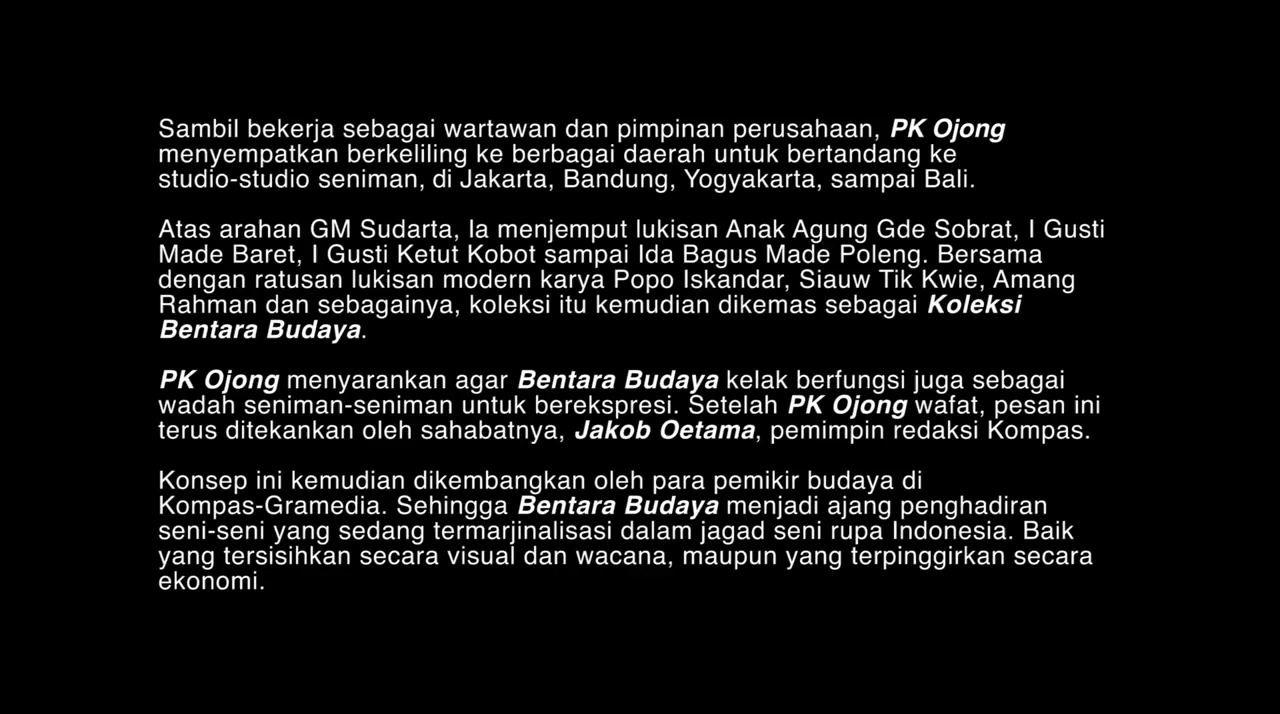 Sambil bekerja sebagai wartawan dan pimpinan perusahaan, PK Ojong
menyempatkan berkeliling ke berbagai daerah untuk bertandang ke
studio-studio seniman, di Jakarta, Bandung, Yogyakarta, sampai Bali.
Atas arahan GM Sudarta, Ia menjemput lukisan Anak Agung Gde Sobrat, I Gusti
Made Baret, I Gusti Ketut Kobot sampai Ida Bagus Made Poleng. Bersama
dengan ratusan lukisan modern karya Popo Iskandar, Siauw Tik Kwie, Amang
Rahman dan sebagainya, koleksi itu kemudian dikemas sebagai Koleksi
Bentara Budaya.
PK Ojong menyarankan agar Bentara Budaya kelak berfungsi juga sebagai
wadah seniman-seniman untuk berekspresi. Setelah PK Ojong wafat, pesan ini
terus ditekankan oleh sahabatnya, Jakob Oetama, pemimpin redaksi Kompas.
Konsep ini kemudian dikembangkan oleh para pemikir budaya di
Kompas-Gramedia. Sehingga Bentara Budaya menjadi ajang penghadiran
seni-seni yang sedang termarjinalisasi dalam jagad seni rupa Indonesia. Baik
yang tersisihkan secara visual dan wacana, maupun yang terpinggirkan secara
ekonomi.